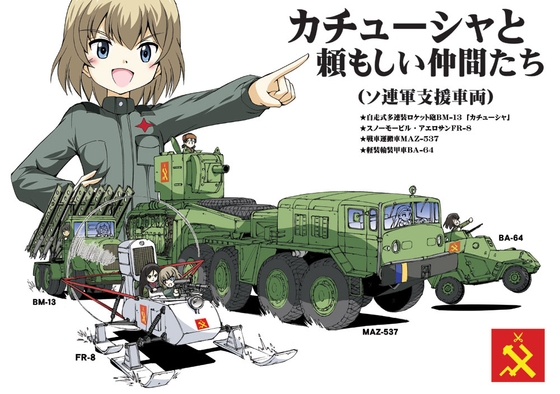 カチューシャと
頼もしい仲間たち
(ソ連軍支援車両)
★自走式多連装ロケット砲BM-13「カチューシャ」
★スノーモービル・アエロサンFR-8
★戦車運搬車MAZ-537
★軽装輪装甲車BA-64
BA-64
BM-13
MAZ-537
FR-8